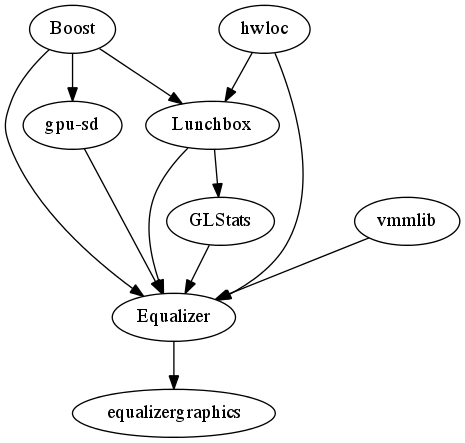 Boost
hwloc
gpu-sd
Lunchbox
GLStats
vmmlib
Equalizer
equalizergraphics